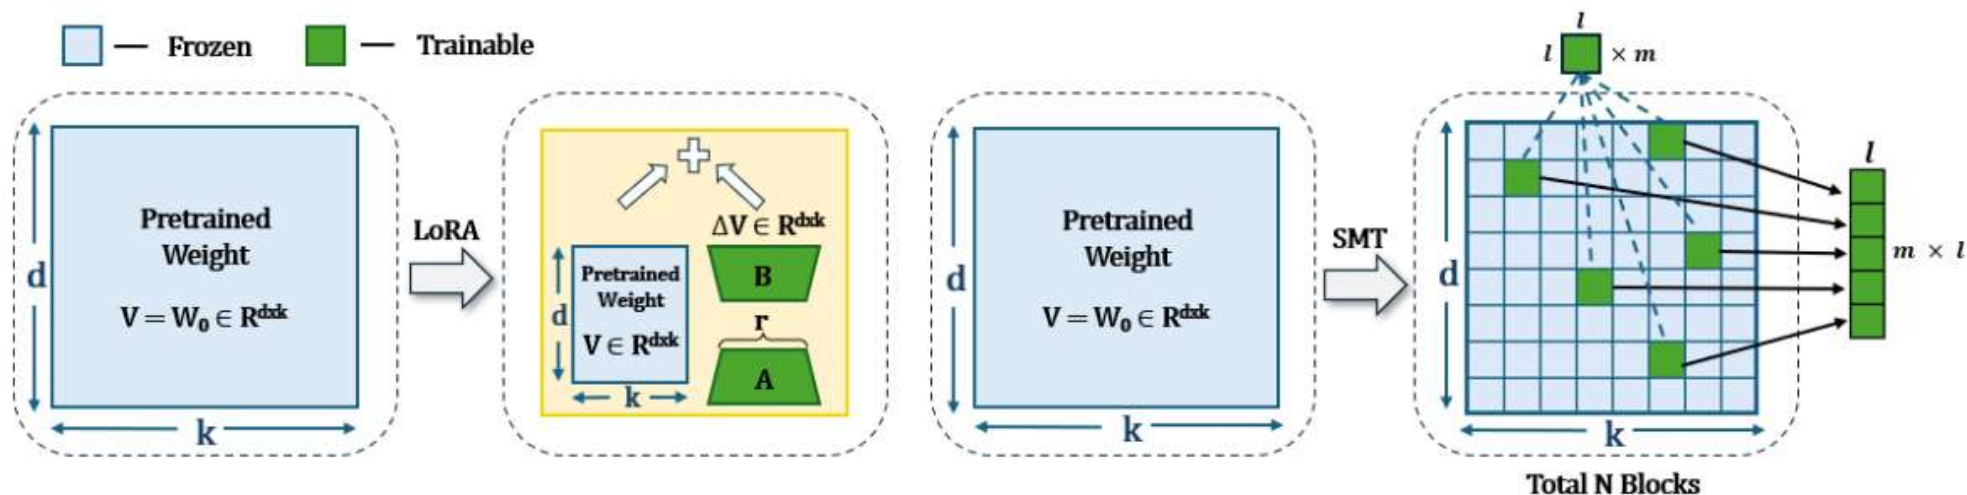 — Frozen
— Trainable
d
Pretrained
Weight
V = W₀ ∈ Rᵈˣᵏ
k
LoRA
ΔV ∈ Rᵈˣᵏ
d
Pretrained
Weight
V ∈ Rᵈˣᵏ
k
B
r
A
d
Pretrained
Weight
V = W₀ ∈ Rᵈˣᵏ
k
SMT
l
l × m
d
k
Total N Blocks
l
m × l